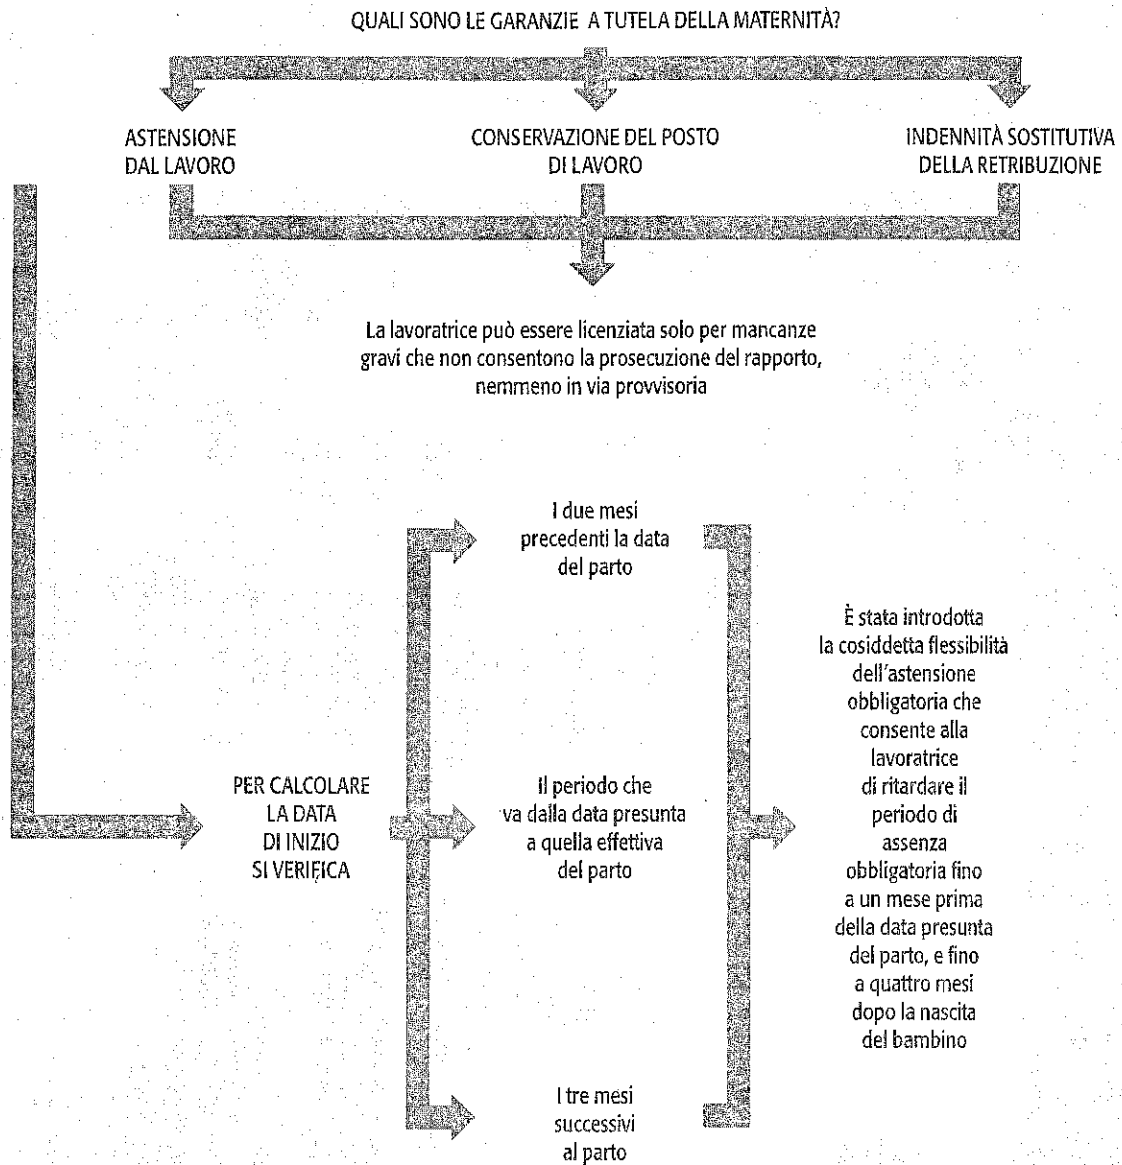 QUALI SONO LE GARANZIE A TUTELA DELLA MATERNITÀ?
ASTENSIONE
DAL LAVORO
CONSERVAZIONE DEL POSTO
DI LAVORO
INDENNITÀ SOSTITUTIVA
DELLA RETRIBUZIONE
La lavoratrice può essere licenziata solo per mancanze
gravi che non consentono la prosecuzione del rapporto,
nemmeno in via provvisoria
PER CALCOLARE
LA DATA
DI INIZIO
SI VERIFICA
I due mesi
precedenti la data
del parto
Il periodo che
va dalla data presunta
a quella effettiva
del parto
I tre mesi
successivi
al parto
È stata introdotta
la cosiddetta flessibilità
dell'astensione
obbligatoria che
consente alla
lavoratrice
di ritardare il
periodo di
assenza
obbligatoria fino
a un mese prima
della data presunta
del parto, e fino
a quattro mesi
dopo la nascita
del bambino